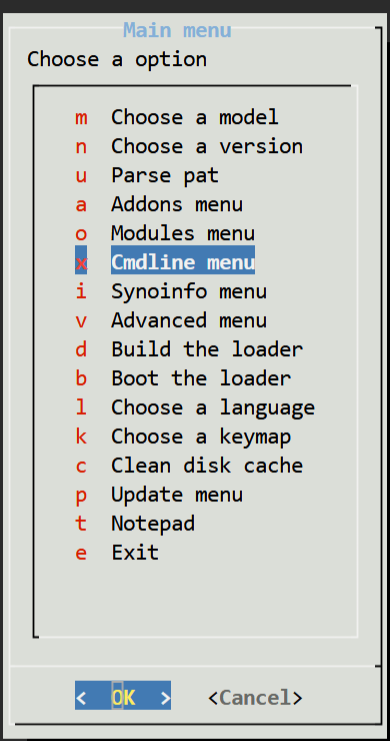 Main menu
Choose a option
m Choose a model
n Choose a version
u Parse pat
a Addons menu
o Modules menu
x Cmdline menu
i Synoinfo menu
v Advanced menu
d Build the loader
b Boot the loader
l Choose a language
k Choose a keymap
c Clean disk cache
p Update menu
t Notepad
e Exit
< OK > <Cancel>